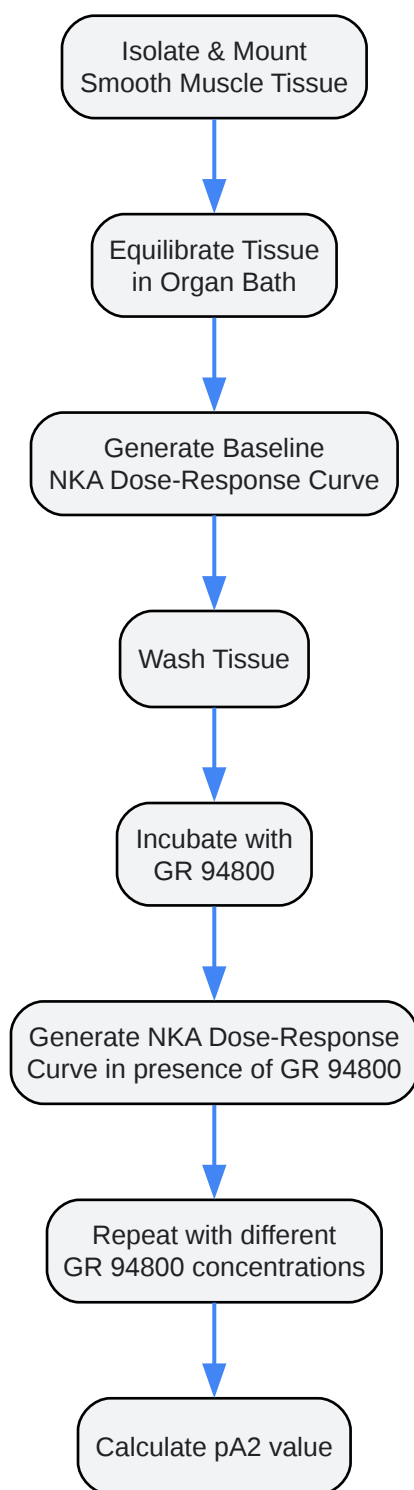 Isolate & Mount
Smooth Muscle Tissue
Equilibrate Tissue
in Organ Bath
Generate Baseline
NKA Dose-Response Curve
Wash Tissue
Incubate with
GR 94800
Generate NKA Dose-Response
Curve in presence of GR 94800
Repeat with different
GR 94800 concentrations
Calculate pA2 value